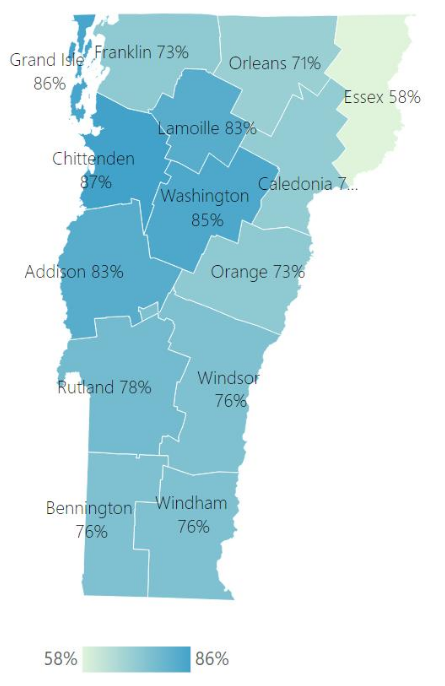 Franklin 73%
Grand Isle
86%
Orleans 71%
Essex 58%
Lamoille 83%
Chittenden
87%
Washington
85%
Caledonia 7...
Addison 83%
Orange 73%
Rutland 78%
Windsor
76%
Bennington
76%
Windham
76%
58%
86%